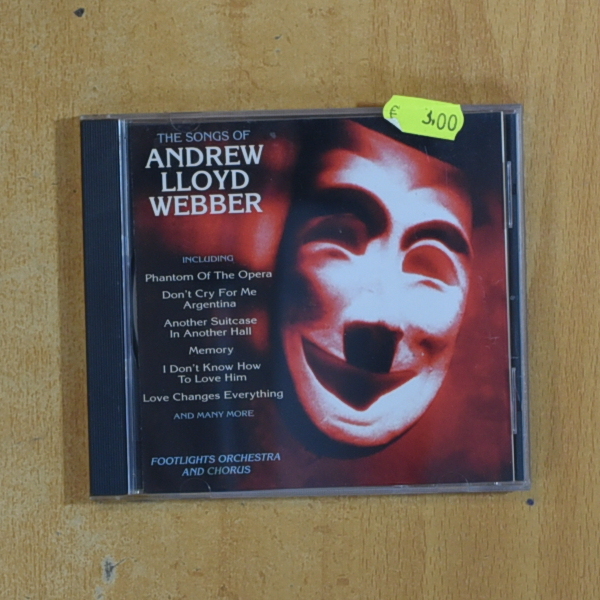 € 3,00
THE SONGS OF
ANDREW
LLOYD
WEBBER
INCLUDING
Phantom Of The Opera
Don't Cry For Me
Argentina
Another Suitcase
In Another Hall
Memory
I Don't Know How
To Love Him
Love Changes Everything
AND MANY MORE
FOOTLIGHTS ORCHESTRA
AND CHORUS